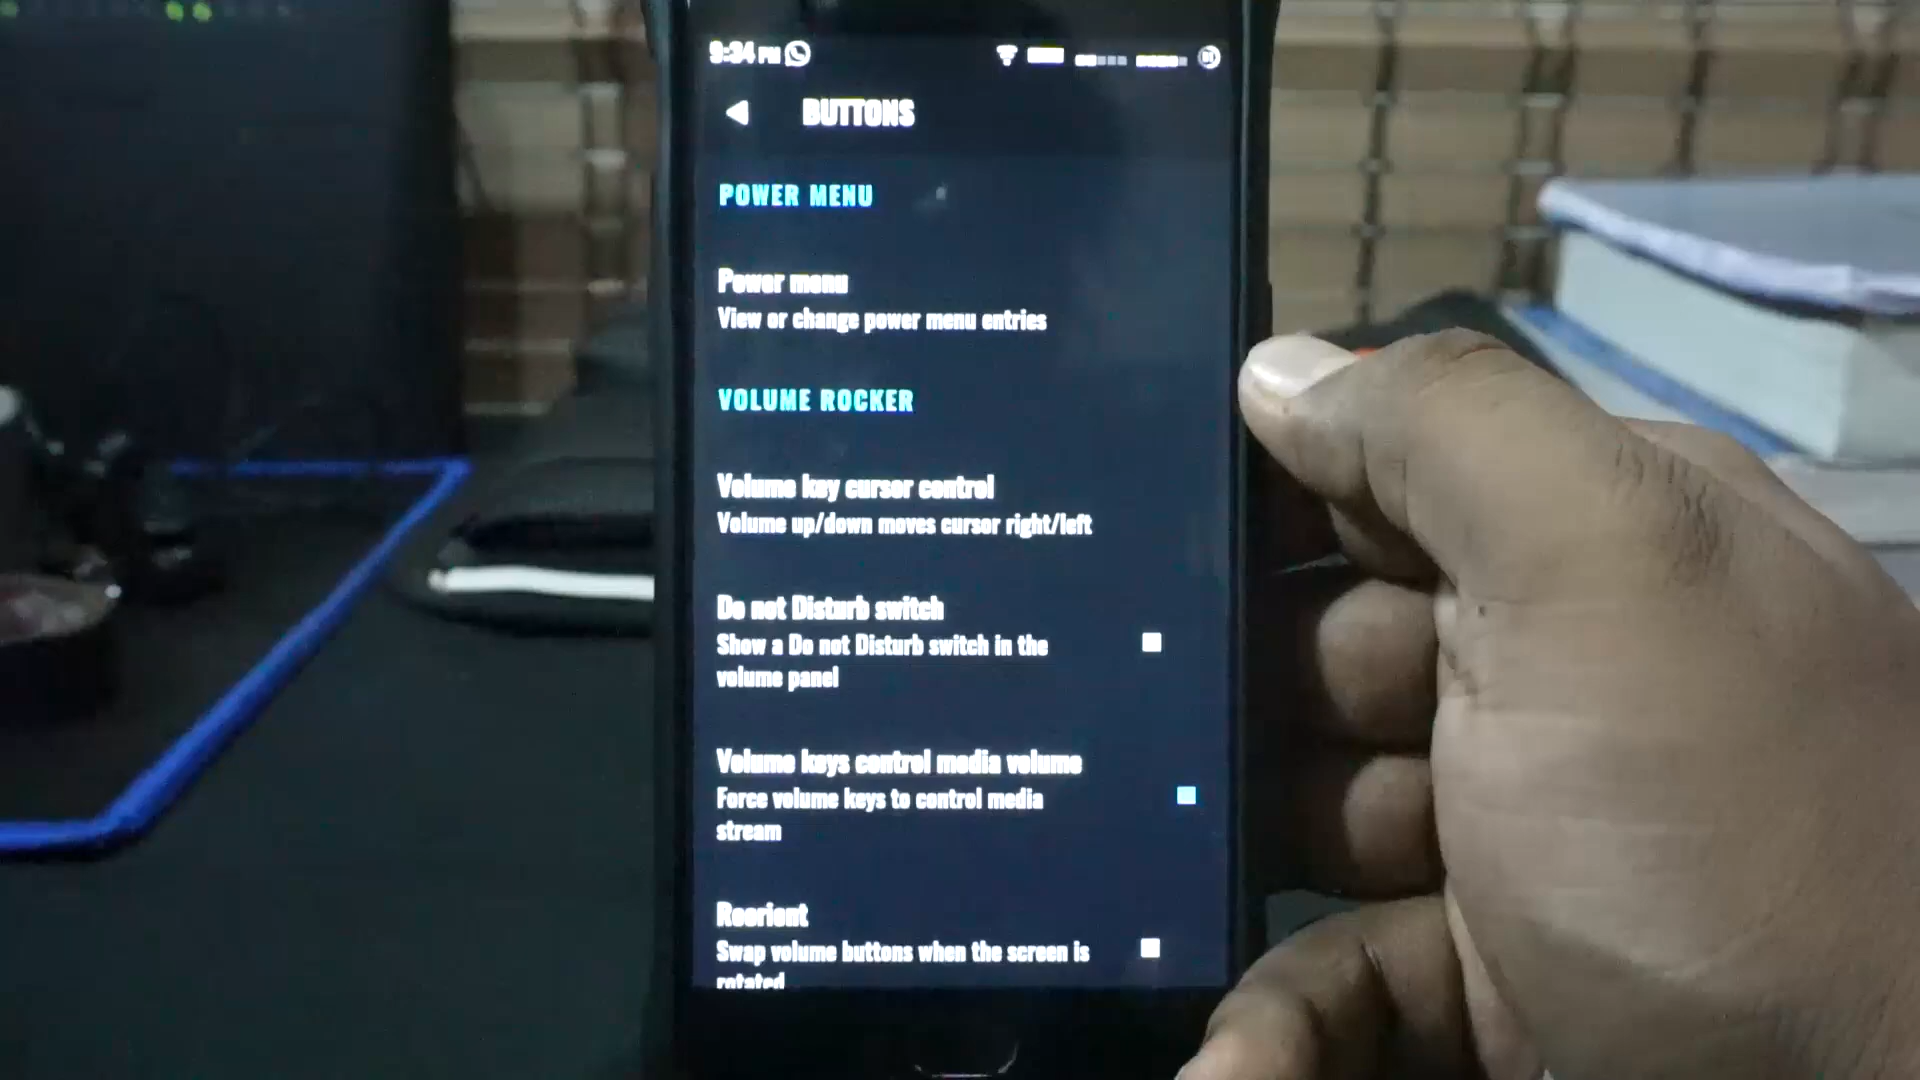 9:34 PM
BUTTONS
POWER MENU
Power menu
View or change power menu entries
VOLUME ROCKER
Volume key cursor control
Volume up/down moves cursor right/left
Do not Disturb switch
Show a Do not Disturb switch in the
volume panel
Volume keys control media volume
Force volume keys to control media
stream
Reorient
Swap volume buttons when the screen is
rotated